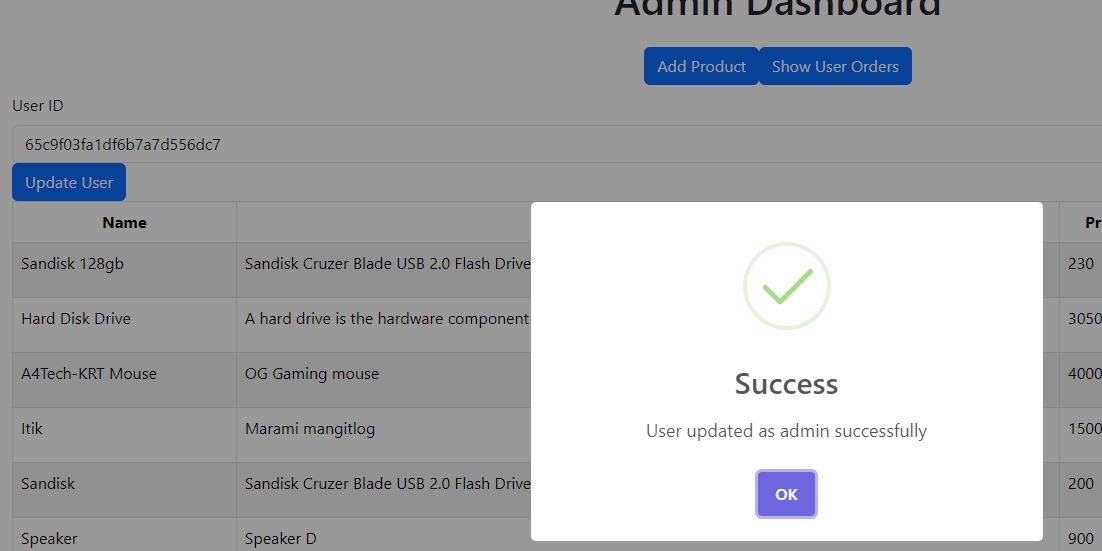 Admin Dashboard
Add Product Show User Orders
User ID
65c9f03fa1df6b7a7d556dc7
Update User
Name Pr
Sandisk 128gb Sandisk Cruzer Blade USB 2.0 Flash Drive 230
Hard Disk Drive A hard drive is the hardware component 3050
A4Tech-KRT Mouse OG Gaming mouse 4000
Itik Marami mangitlog 1500
Sandisk Sandisk Cruzer Blade USB 2.0 Flash Drive 200
Speaker Speaker D 900
Success
User updated as admin successfully
OK